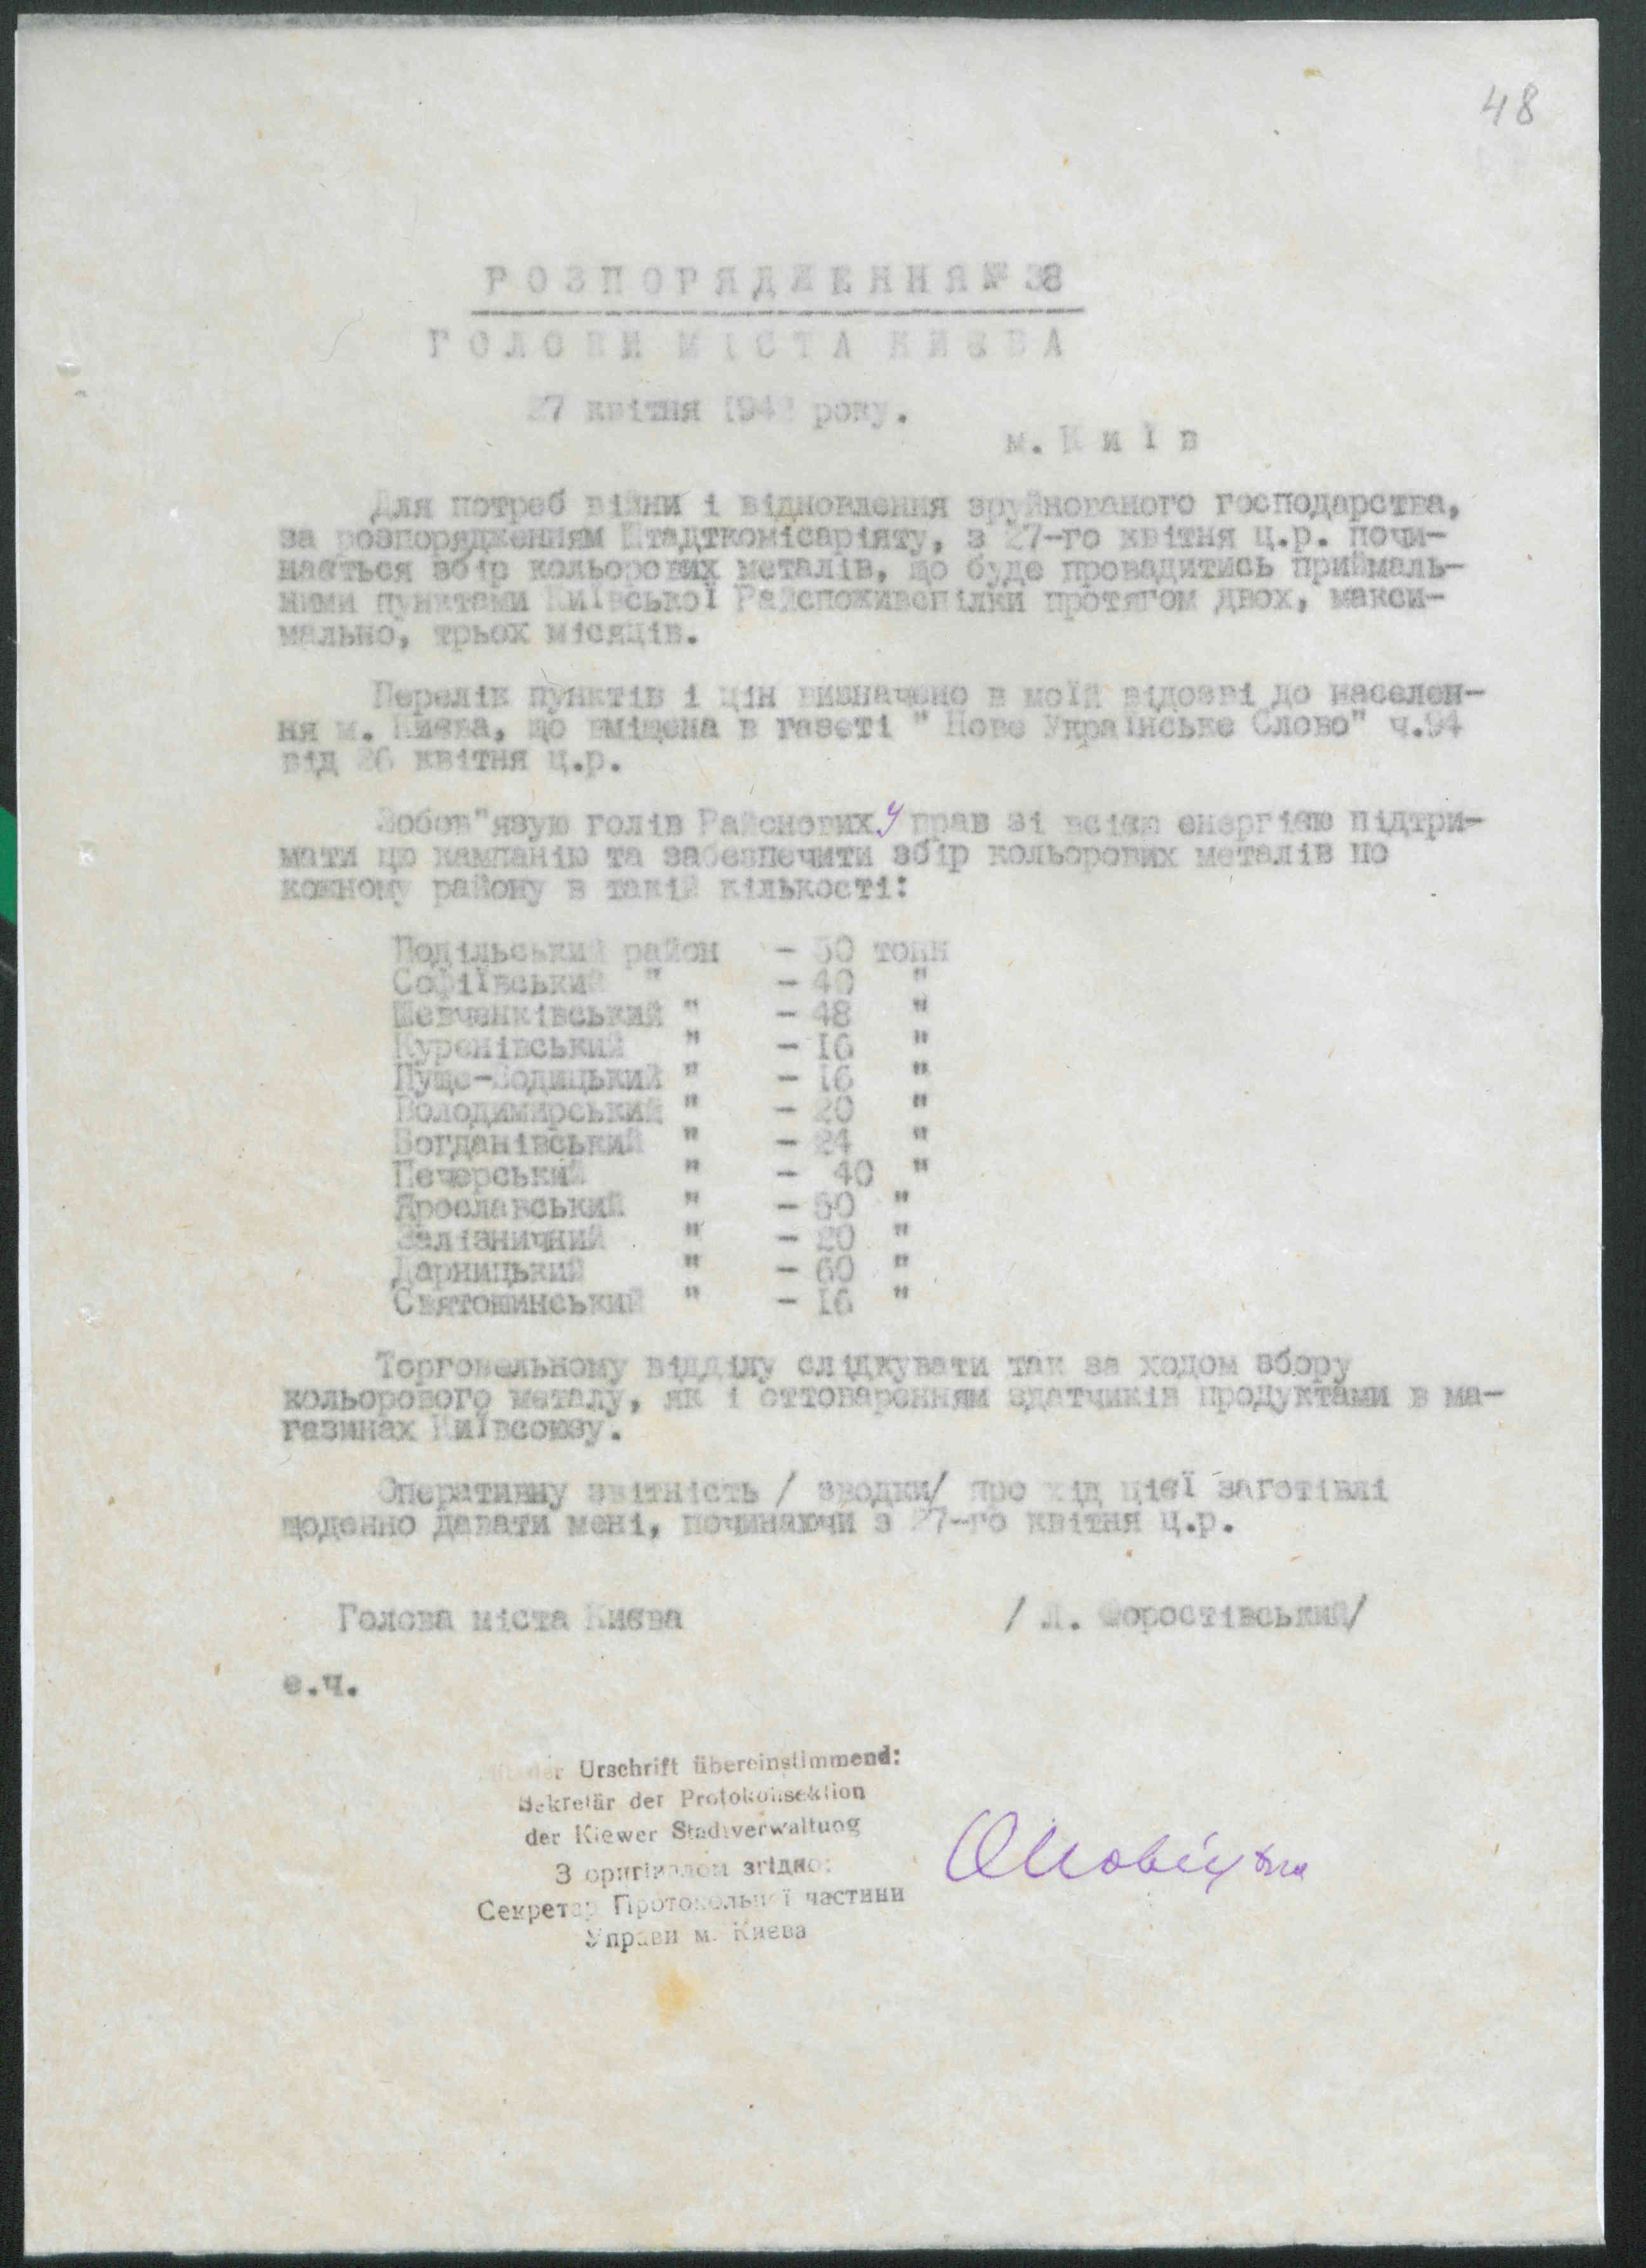 48
РОЗПОРЯДЖЕННЯ № 38
ГОЛОВИ МІСТА КИЄВА
27 квітня 1942 року.
м. Київ
Для потреб війни і відновлення зруйнованого господарства,
за розпорядженням Штадткомісаріяту, з 27-го квітня ц.р. почи-
нається збір кольорових металів, що буде провадитись приймаль-
ними пунктами Київської Райспоживспілки протягом двох, макси-
мально, трьох місяців.
Перелік пунктів і цін визначено в моїй відозві до населен-
ня м. Києва, що вміщена в газеті " Нове Українське Слово" ч.94
від 26 квітня ц.р.
Зобов"язую голів Районових Управ зі всією енергією підтри-
мати цю кампанію та забезпечити збір кольорових металів по
кожному району в такій кількості:
Подільський район - 50 тонн
Софіївський " - 40 "
Шевченківський " - 48 "
Куренівський " - 16 "
Пуще-Водицький " - 16 "
Володимирський " - 20 "
Богданівський " - 24 "
Печерський " - 40 "
Ярославський " - 50 "
Залізничний " - 20 "
Дарницький " - 60 "
Святошинський " - 16 "
Торговельному відділу слідкувати так за ходом збору
кольорового металу, як і оттоваренням здатчиків продуктами в ма-
газинах Київсоюзу.
Оперативну звітність / зводки/ про хід цієї заготівлі
щоденно давати мені, починаючи з 27-го квітня ц.р.
Голова міста Києва / Л. Форостівський/
е.ч.
Mit der Urschrift übereinstimmend:
Sekretär der Protokollsektion
der Kiewer Stadtverwaltung
З оригіналом згідно:
Секретар Протокольної частини
Управи м. Києва